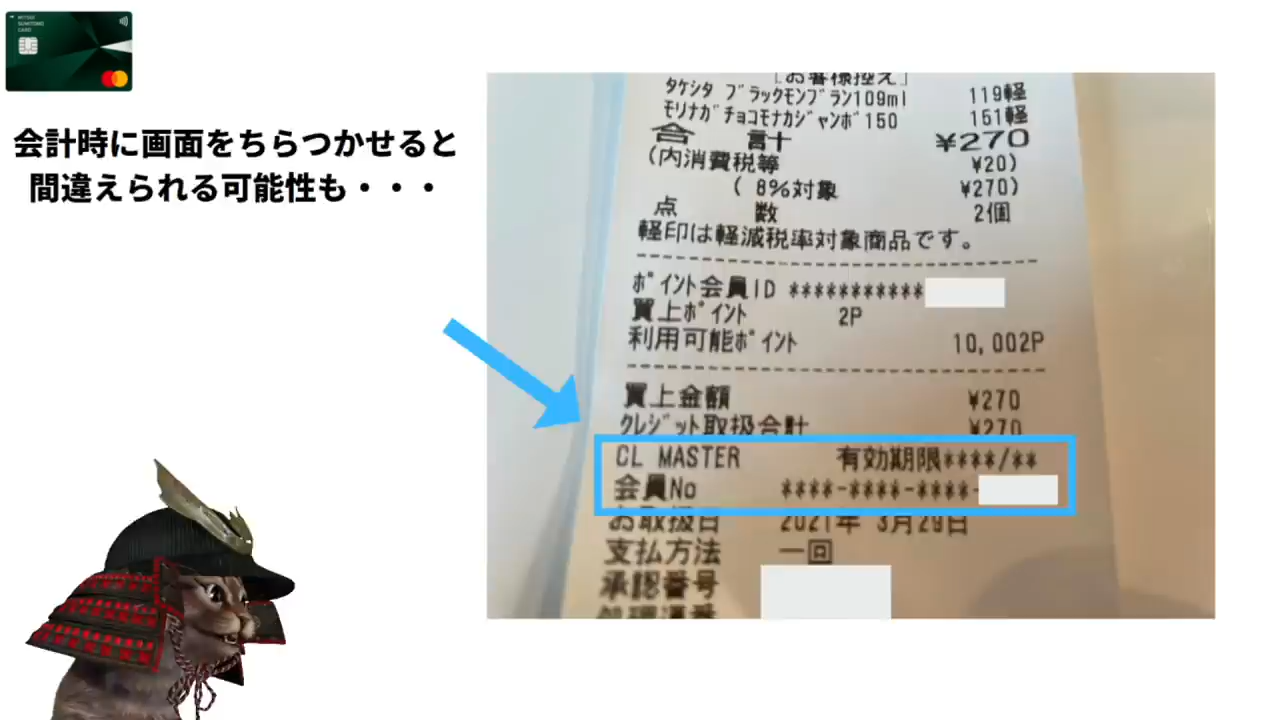 MITSUI
SUMITOMO
CARD
会計時に画面をちらつかせると
間違えられる可能性も・・・
[お客様控え]
タケシタ ブラックモンブラン109ml 119軽
モリナガチョコモナカジャンボ150 151軽
合 計 ¥270
(内消費税等 ¥20)
( 8%対象 ¥270)
点 数 2個
軽印は軽減税率対象商品です。
ポイント会員ID ***********
買上ポイント 2P
利用可能ポイント 10,002P
買上金額 ¥270
クレジット取扱合計 ¥270
CL MASTER 有効期限****/**
会員No ****-****-****-
お取扱日 2021年 3月29日
支払方法 一回
承認番号
処理通番